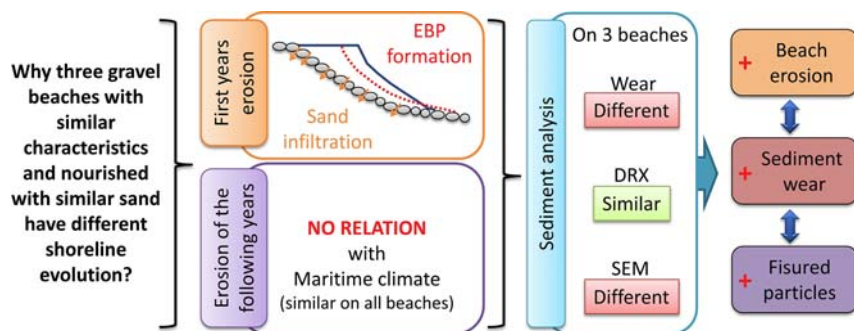 Why three gravel
beaches with
similar
characteristics
and nourished
with similar sand
have different
shoreline
evolution?
First years
erosion
EBP
formation
Sand
infiltration
Erosion of the
following years
NO RELATION
with
Maritime climate
(similar on all beaches)
Sediment analysis
On 3 beaches
Wear
Different
DRX
Similar
SEM
Different
+ Beach
erosion
+ Sediment
wear
+ Fisured
particles